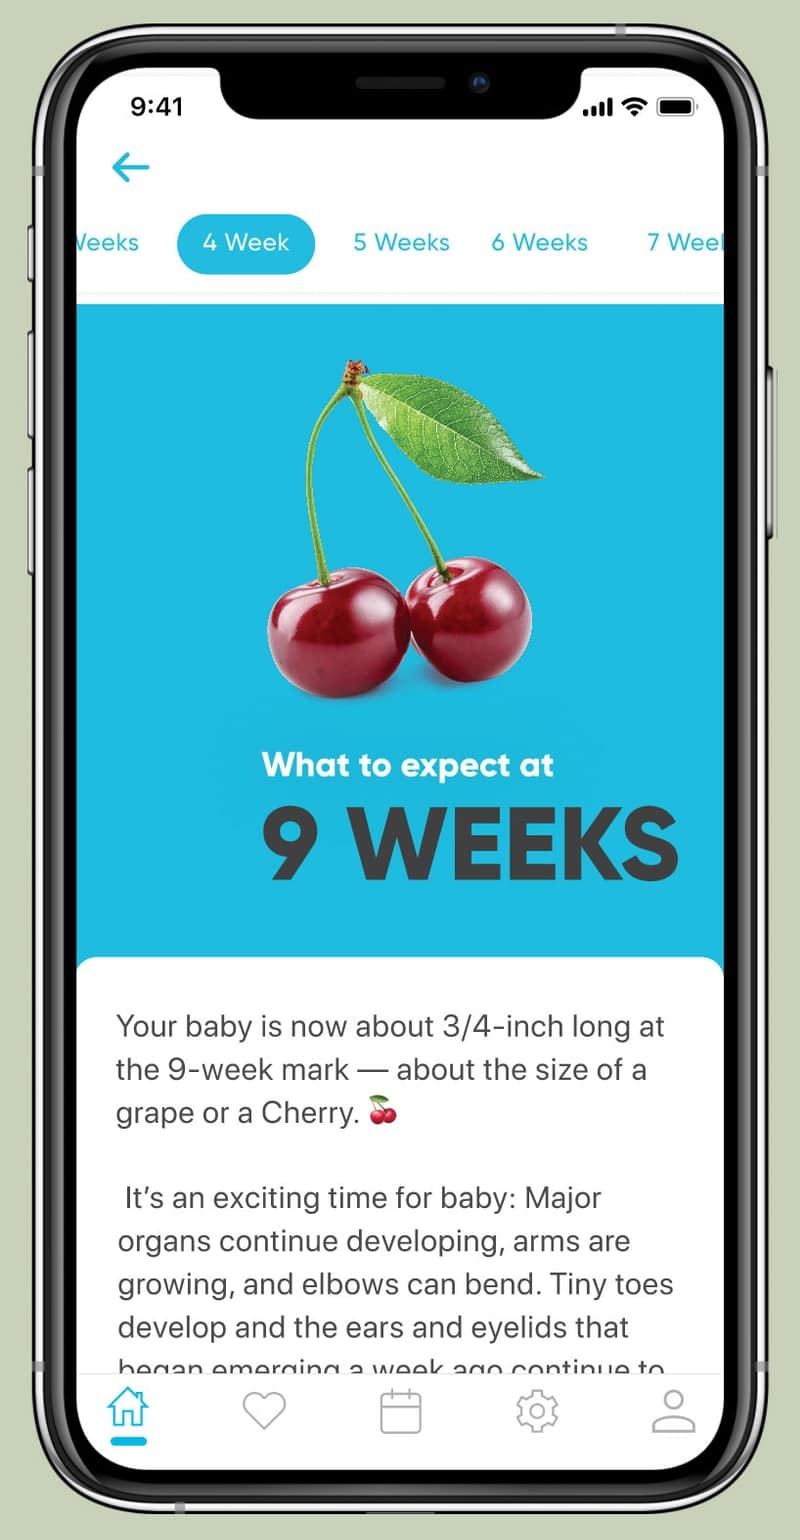 9:41
4 Week
5 Weeks
6 Weeks
What to expect at
9 WEEKS
Your baby is now about 3/4-inch long at
the 9-week mark — about the size of a
grape or a Cherry. 🍒
It’s an exciting time for baby: Major
organs continue developing, arms are
growing, and elbows can bend. Tiny toes
develop and the ears and eyelids that
began emerging a week ago continue to